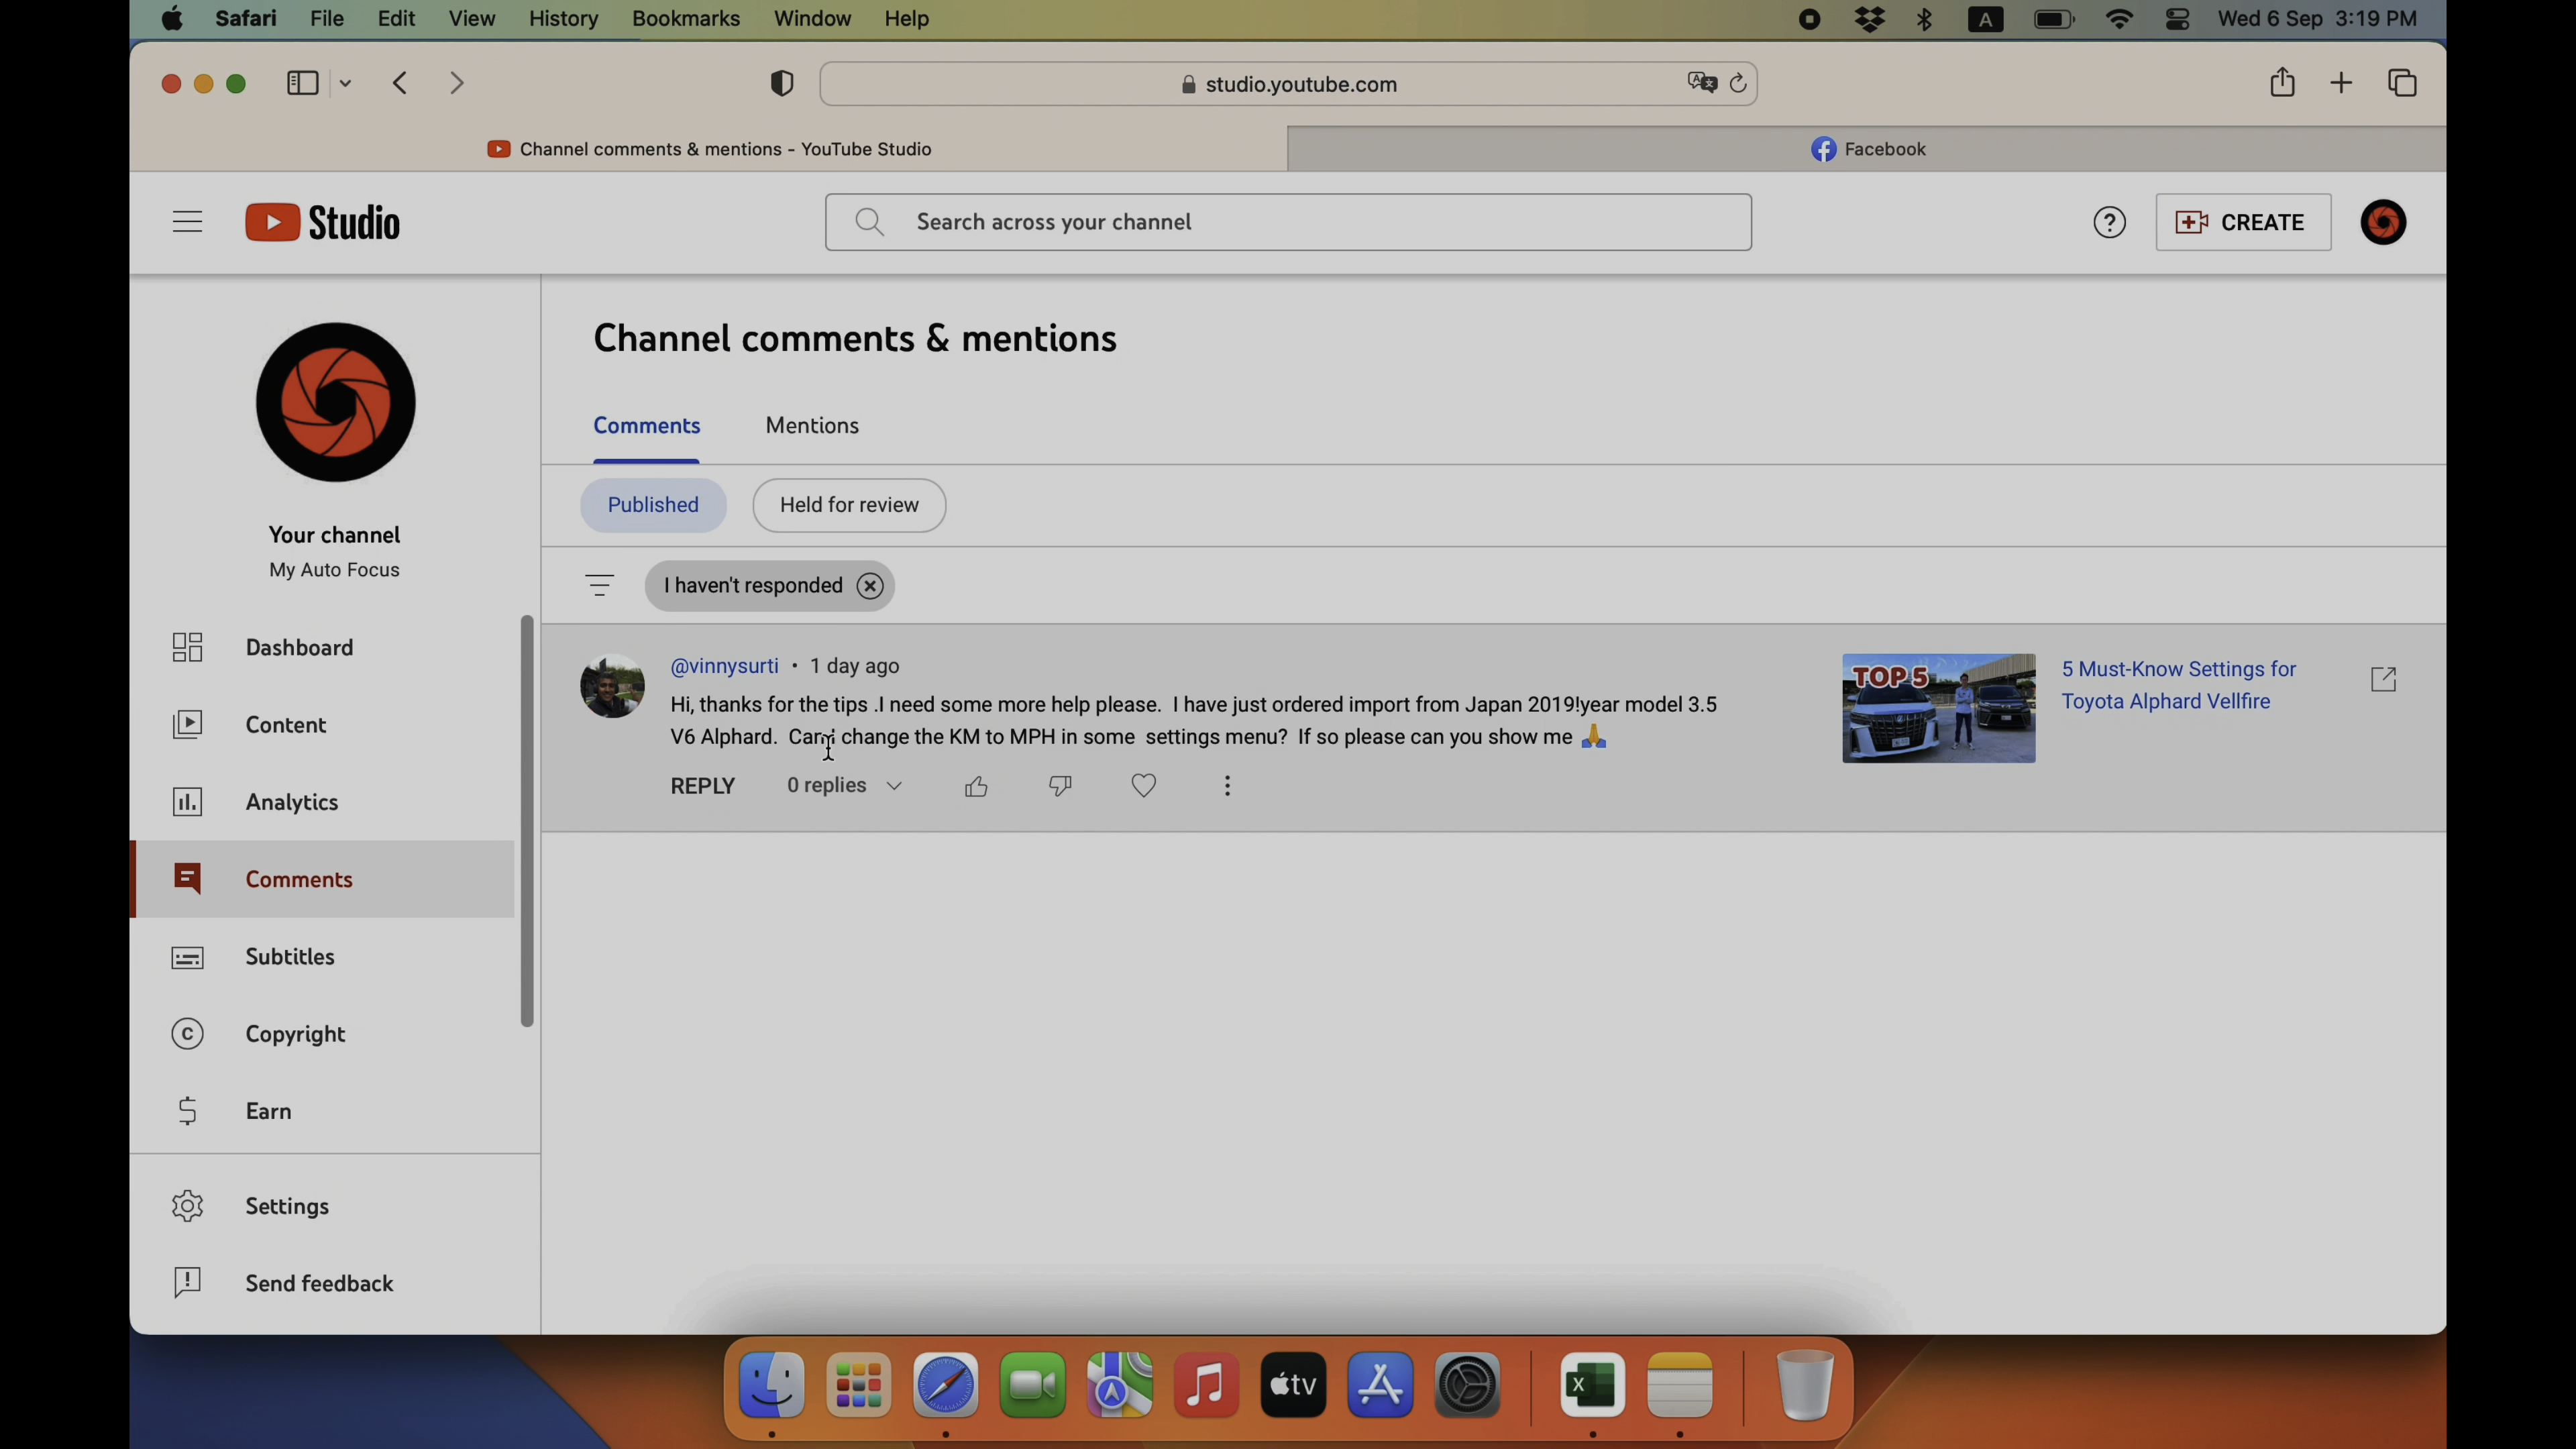 Safari File Edit View History Bookmarks Window Help
A
Wed 6 Sep 3:19 PM
studio.youtube.com
Channel comments & mentions - YouTube Studio
Facebook
Studio
Search across your channel
CREATE
Your channel
My Auto Focus
Dashboard
Content
Analytics
Comments
Subtitles
Copyright
Earn
Settings
Send feedback
Channel comments & mentions
Comments Mentions
Published Held for review
I haven't responded
@vinnysurti • 1 day ago
Hi, thanks for the tips .I need some more help please. I have just ordered import from Japan 2019!year model 3.5
V6 Alphard. Can i change the KM to MPH in some settings menu? If so please can you show me 🙏
REPLY 0 replies
TOP 5
5 Must-Know Settings for
Toyota Alphard Vellfire
tv
X